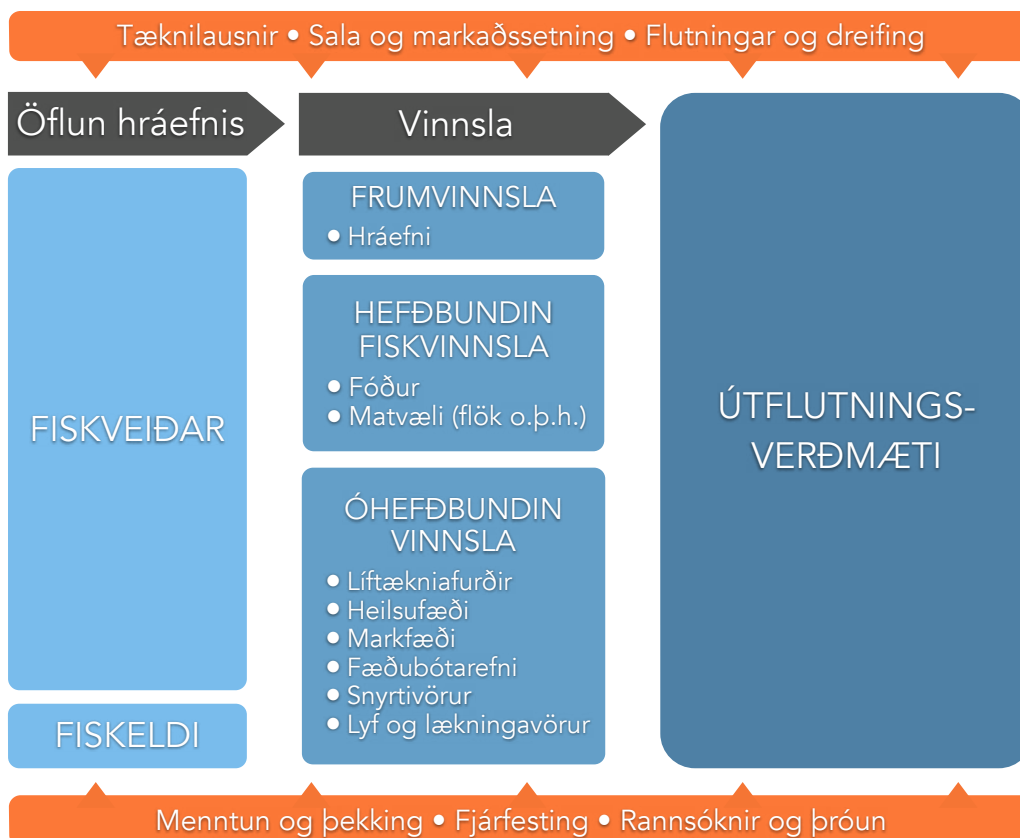 Tæknilausnir • Sala og markaðssetning • Flutningar og dreifing
Öflun hráefnis
Vinnsla
FISKVEIÐAR
FISKELDI
FRUMVINNSLA
• Hráefni
HEFÐBUNDIN
FISKVINNSLA
• Fóður
• Matvæli (flök o.þ.h.)
ÓHEFÐBUNDIN
VINNSLA
• Líftækniafurðir
• Heilsufæði
• Markfæði
• Fæðubótarefni
• Snyrtivörur
• Lyf og lækningavörur
ÚTFLUTNINGS-
VERÐMÆTI
Menntun og þekking • Fjárfesting • Rannsóknir og þróun